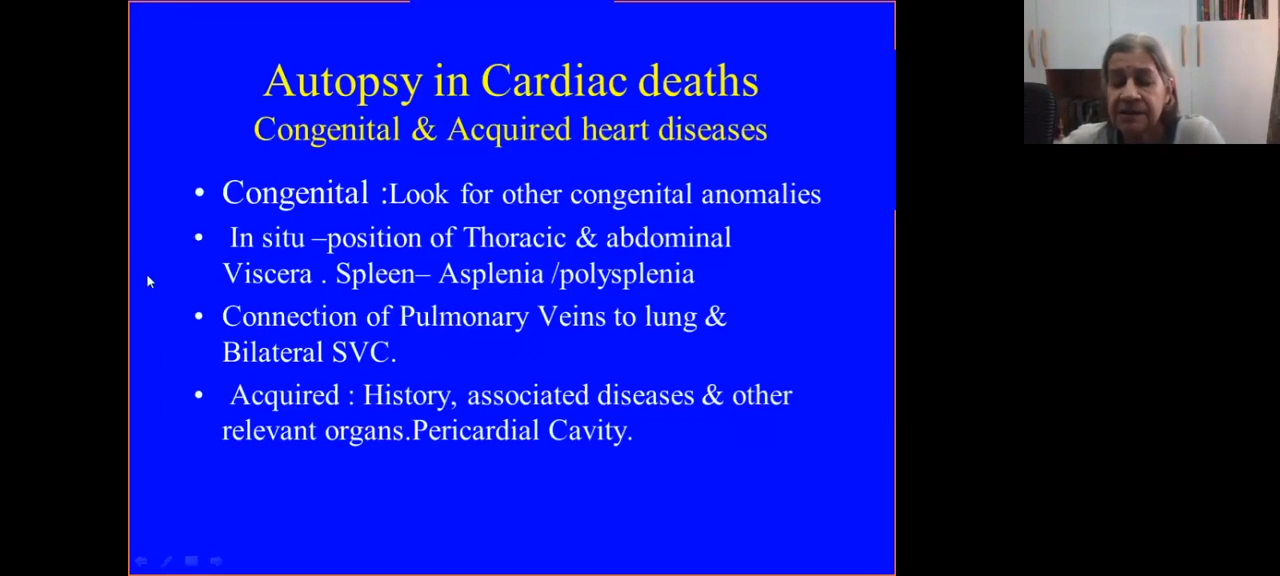 Autopsy in Cardiac deaths
Congenital & Acquired heart diseases
• Congenital :Look for other congenital anomalies
• In situ –position of Thoracic & abdominal
Viscera . Spleen– Asplenia /polysplenia
• Connection of Pulmonary Veins to lung &
Bilateral SVC.
• Acquired : History, associated diseases & other
relevant organs.Pericardial Cavity.